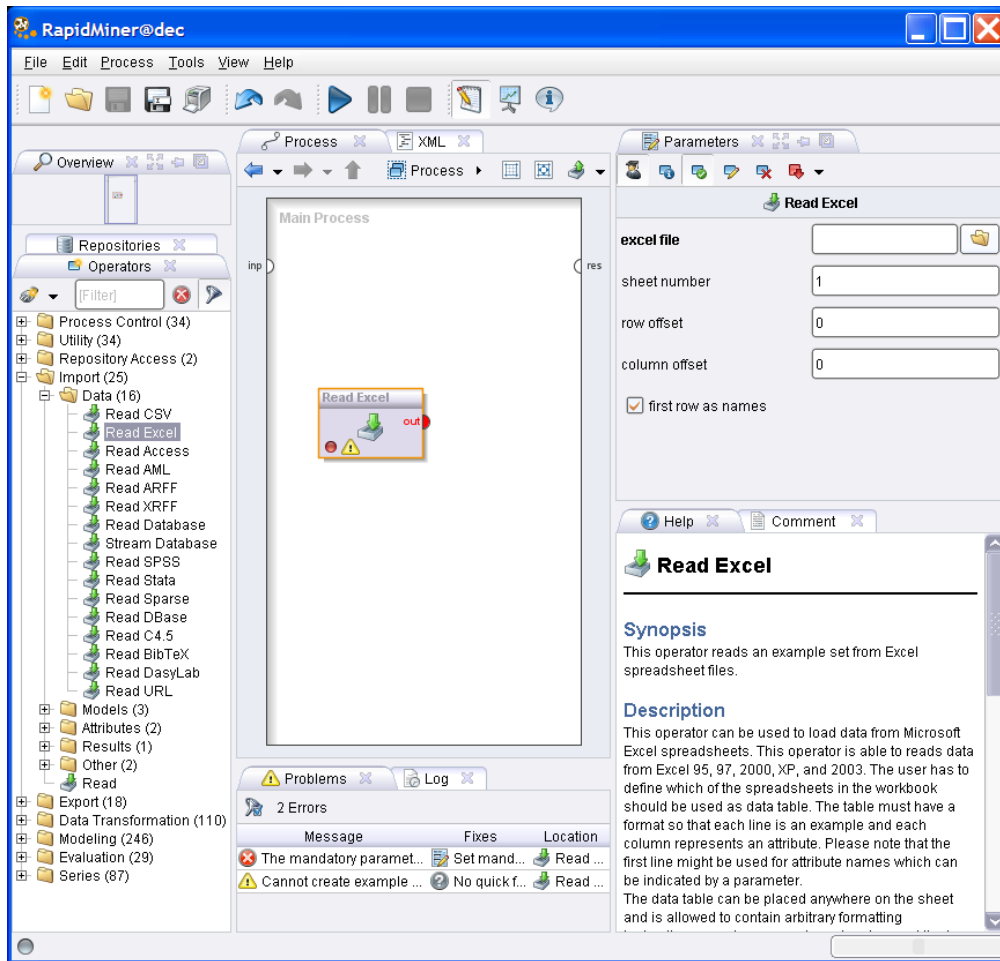 RapidMiner@dec
File Edit Process Tools View Help
Overview
Repositories
Operators
[Filter]
Process Control (34)
Utility (34)
Repository Access (2)
Import (25)
Data (16)
Read CSV
Read Excel
Read Access
Read AML
Read ARFF
Read XRFF
Read Database
Stream Database
Read SPSS
Read Stata
Read Sparse
Read DBase
Read C4.5
Read BibTeX
Read DasyLab
Read URL
Models (3)
Attributes (2)
Results (1)
Other (2)
Read
Export (18)
Data Transformation (110)
Modeling (246)
Evaluation (29)
Series (87)
Process XML
Process
Main Process
inp res
Read Excel
out
Problems Log
2 Errors
Message Fixes Location
The mandatory paramet... Set mand... Read ...
Cannot create example ... No quick f... Read ...
Parameters
Read Excel
excel file
sheet number 1
row offset 0
column offset 0
first row as names
Help Comment
Read Excel
Synopsis
This operator reads an example set from Excel
spreadsheet files.
Description
This operator can be used to load data from Microsoft
Excel spreadsheets. This operator is able to reads data
from Excel 95, 97, 2000, XP, and 2003. The user has to
define which of the spreadsheets in the workbook
should be used as data table. The table must have a
format so that each line is an example and each
column represents an attribute. Please note that the
first line might be used for attribute names which can
be indicated by a parameter.
The data table can be placed anywhere on the sheet
and is allowed to contain arbitrary formatting